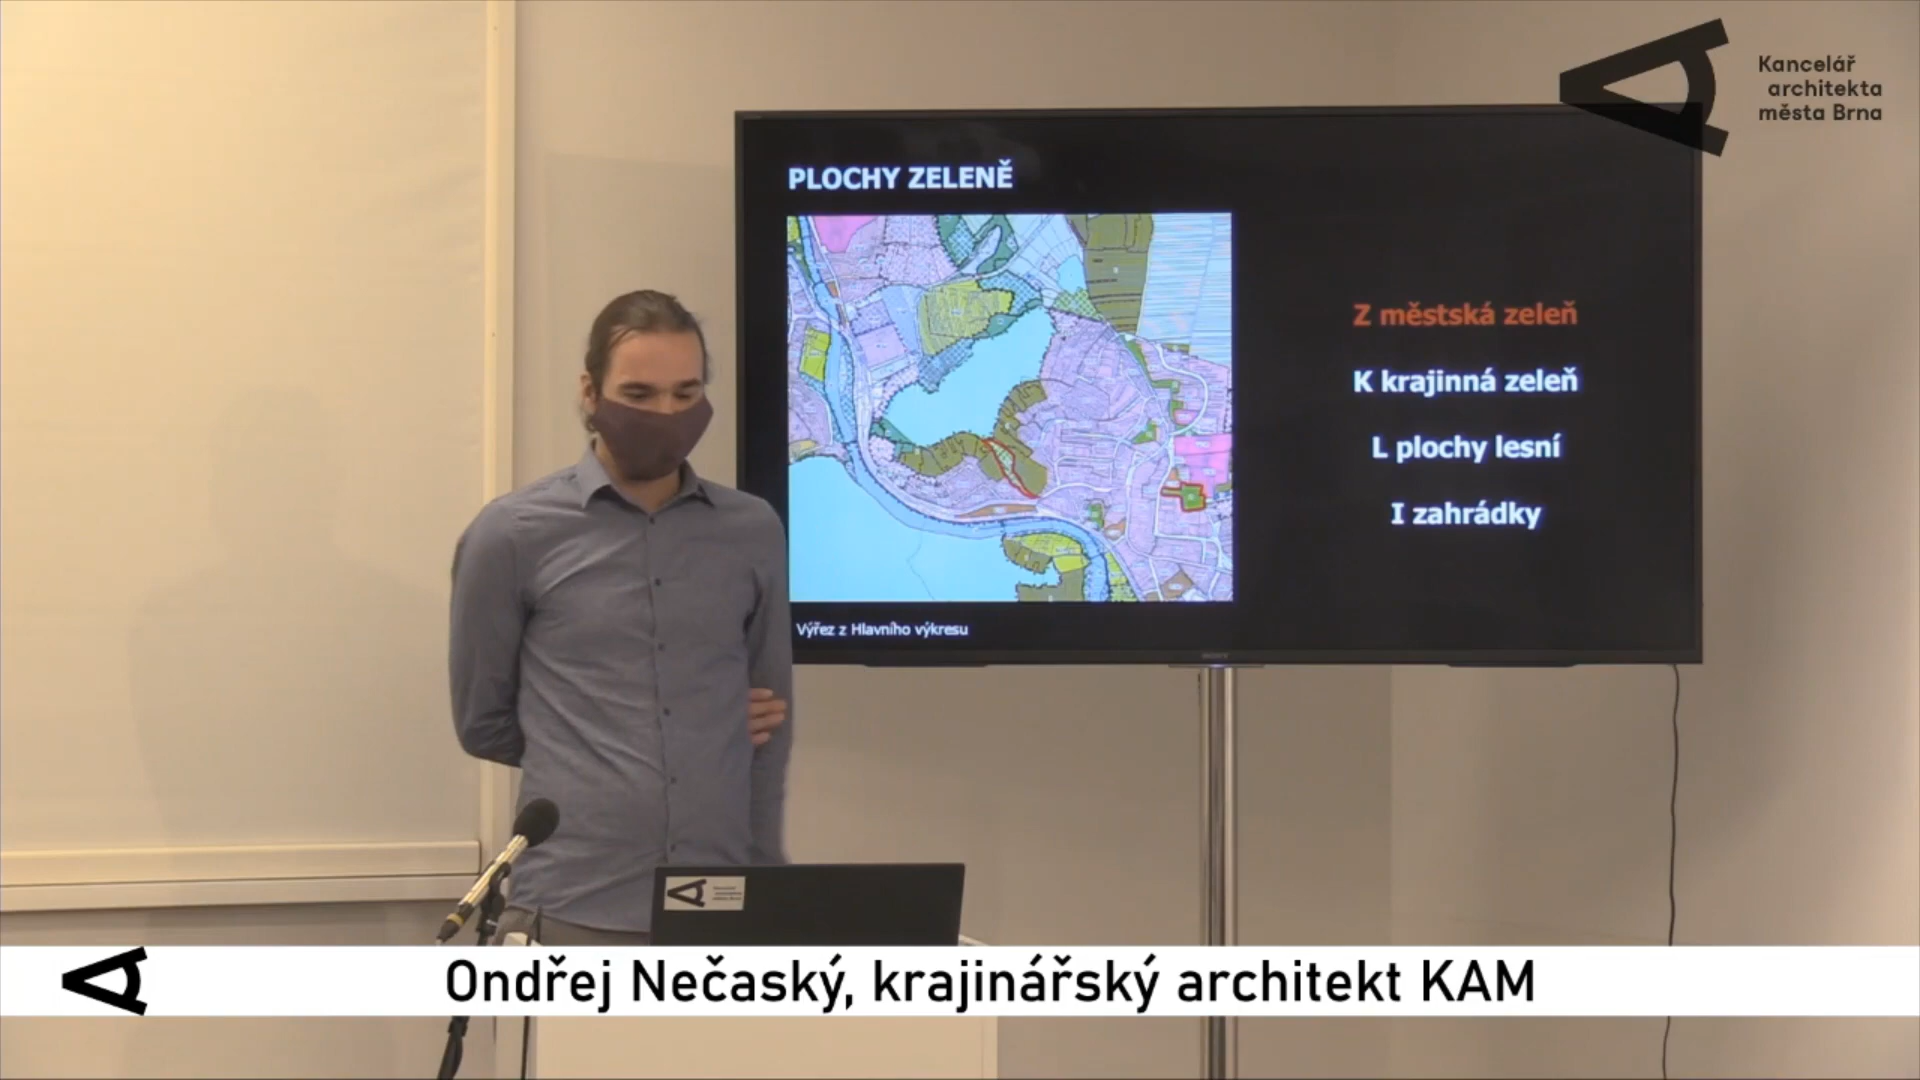 Kancelář
architekta
města Brna
PLOCHY ZELENĚ
Z městská zeleň
K krajinná zeleň
L plochy lesní
I zahrádky
Výřez z Hlavního výkresu
SONY
Ondřej Nečaský, krajinářský architekt KAM